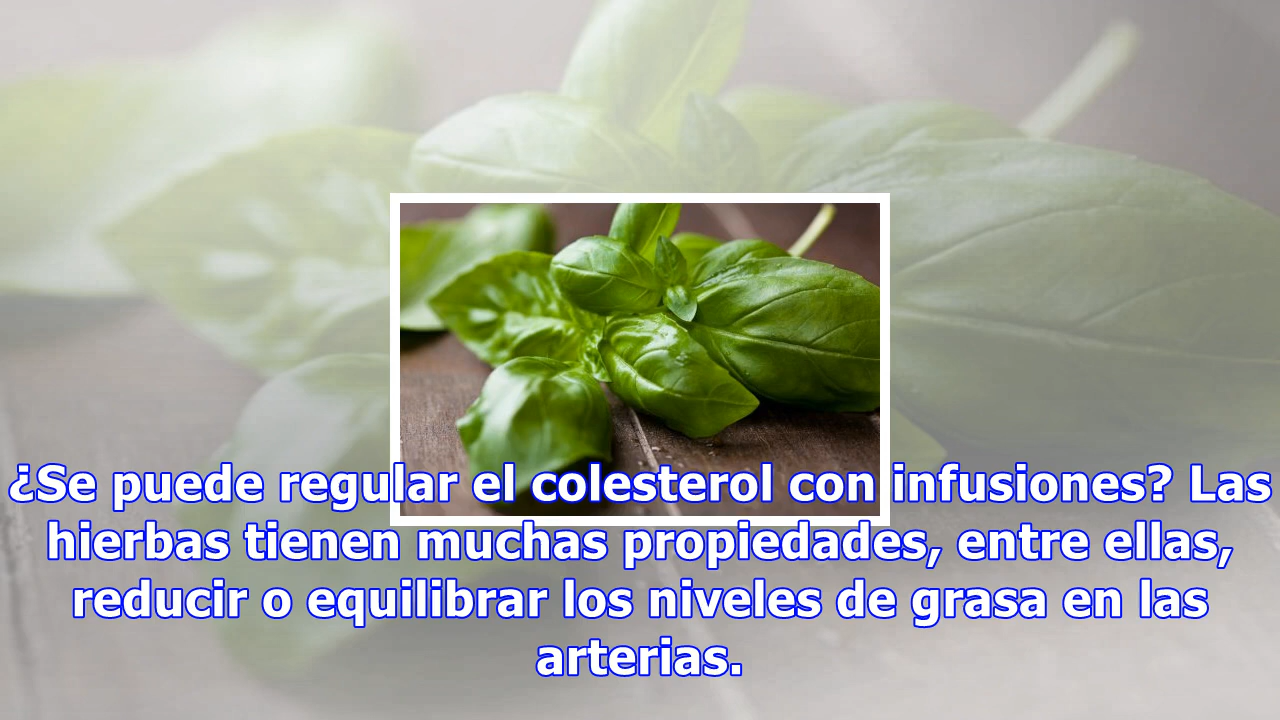 ¿Se puede regular el colesterol con infusiones? Las
hierbas tienen muchas propiedades, entre ellas,
reducir o equilibrar los niveles de grasa en las
arterias.